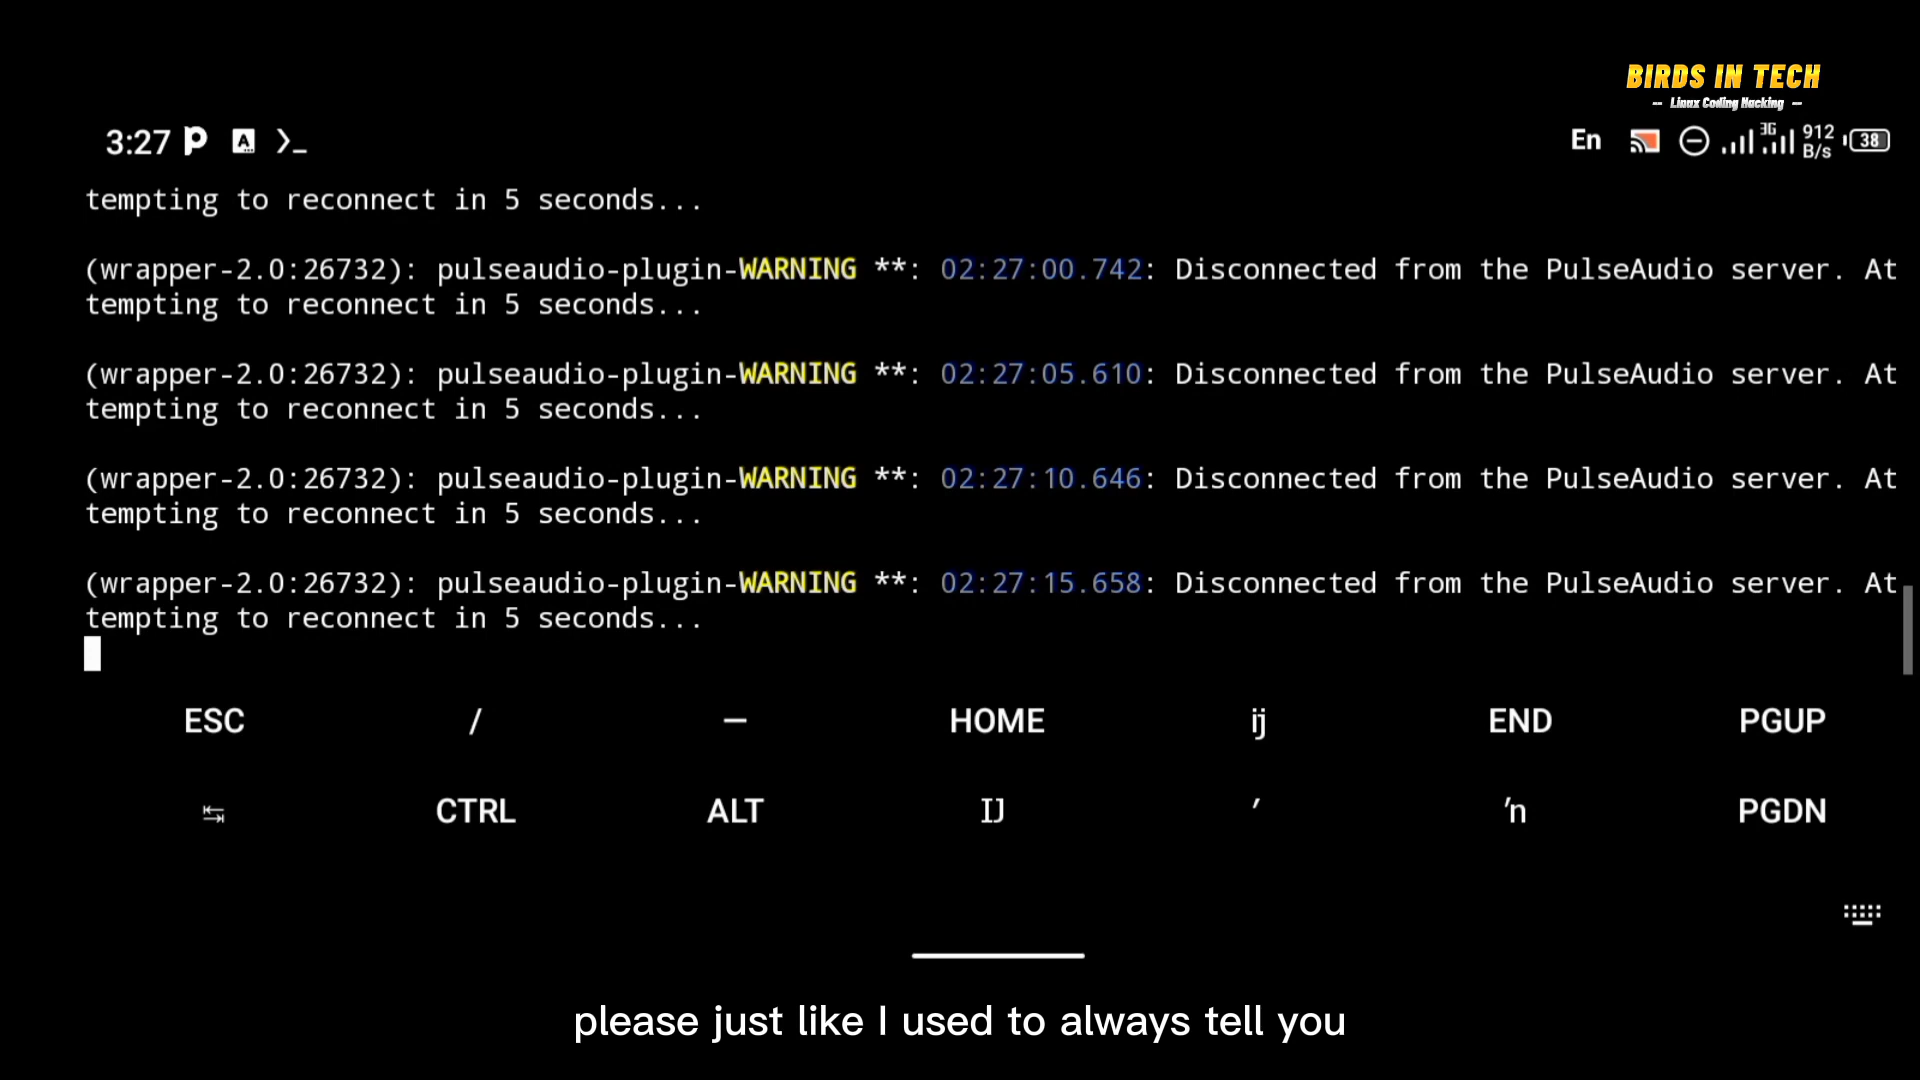 BIRDS IN TECH
-- Linux Coding Hacking --
3:27
En 3G 912 B/s 38
tempting to reconnect in 5 seconds...
(wrapper-2.0:26732): pulseaudio-plugin-WARNING **: 02:27:00.742: Disconnected from the PulseAudio server. At
tempting to reconnect in 5 seconds...
(wrapper-2.0:26732): pulseaudio-plugin-WARNING **: 02:27:05.610: Disconnected from the PulseAudio server. At
tempting to reconnect in 5 seconds...
(wrapper-2.0:26732): pulseaudio-plugin-WARNING **: 02:27:10.646: Disconnected from the PulseAudio server. At
tempting to reconnect in 5 seconds...
(wrapper-2.0:26732): pulseaudio-plugin-WARNING **: 02:27:15.658: Disconnected from the PulseAudio server. At
tempting to reconnect in 5 seconds...
ESC / — HOME ĳ END PGUP
CTRL ALT Ĳ ′ ŉ PGDN
please just like I used to always tell you